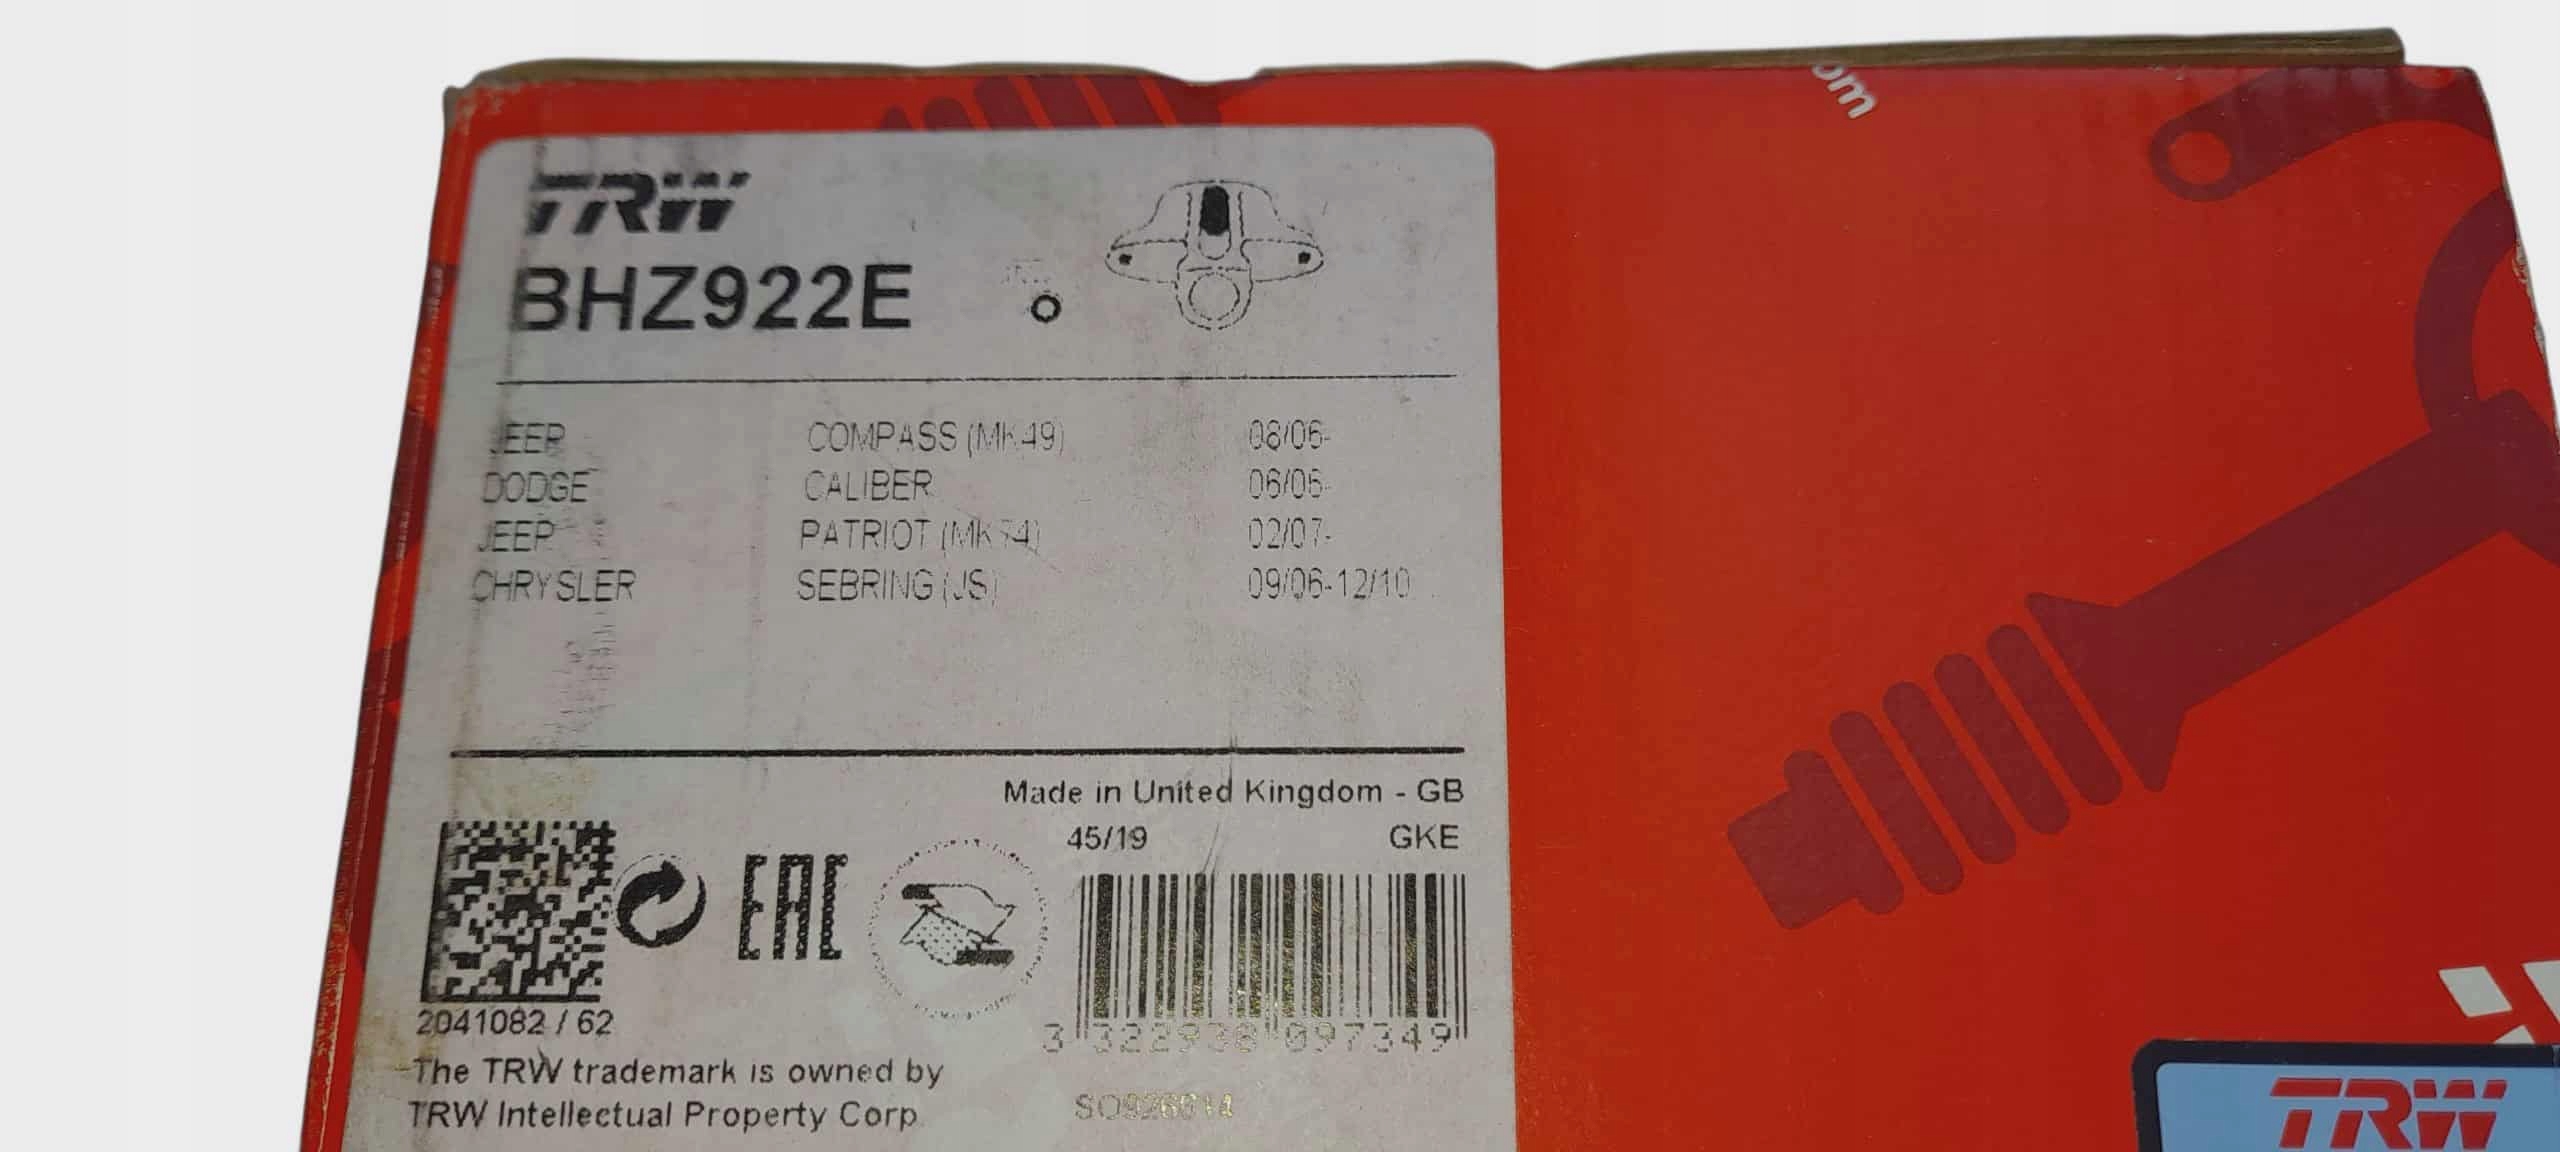 om
TRW
BHZ922E
JEEP COMPASS (MK49) 08/06-
DODGE CALIBER 06/06-
JEEP PATRIOT (MK74) 02/07-
CHRYSLER SEBRING (JS) 09/06-12/10
Made in United Kingdom - GB
45/19 GKE
EAC
3 322938 097349
2041082 / 62
The TRW trademark is owned by
TRW Intellectual Property Corp
TRW